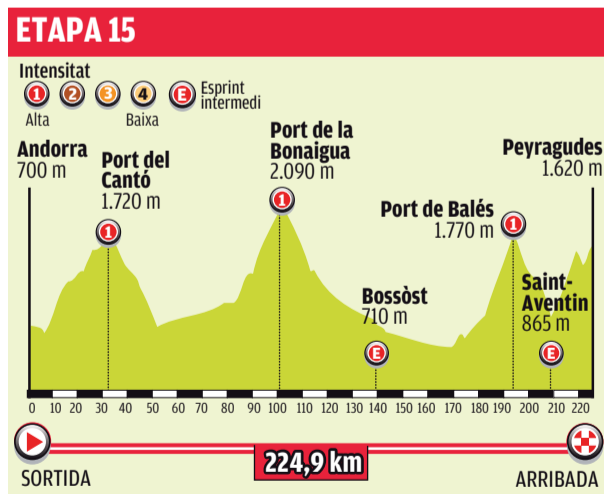 ETAPA 15
Intensitat
1 2 3 4 E Esprint
intermedi
Alta Baixa
Andorra
700 m
Port del
Cantó
1.720 m
1
Port de la
Bonaigua
2.090 m
1
Port de Balés
1.770 m
1
Peyragudes
1.620 m
Bossòst
710 m
E
Saint-
Aventin
865 m
E
0 10 20 30 40 50 60 70 80 90 100 110 120 130 140 150 160 170 180 190 200 210 220
SORTIDA
224,9 km
ARRIBADA